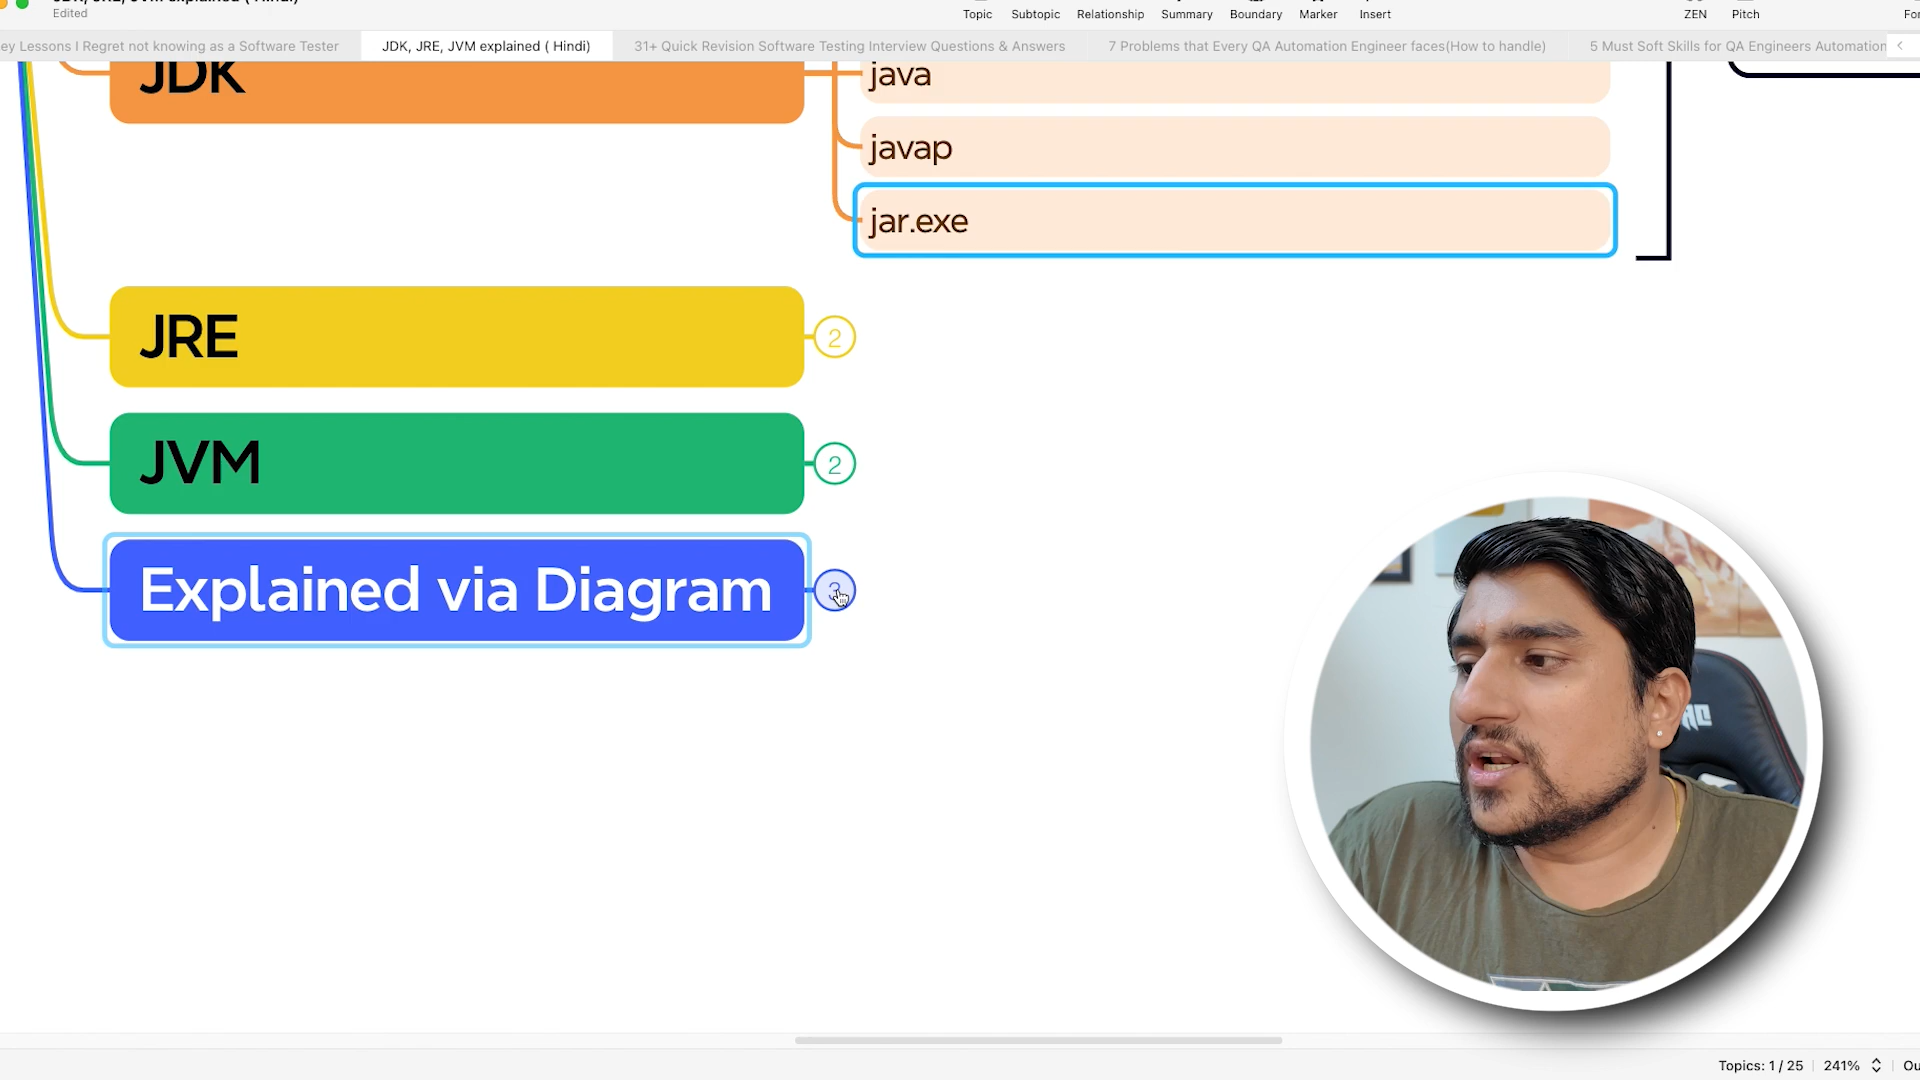 Edited
Topic
Subtopic
Relationship
Summary
Boundary
Marker
Insert
ZEN
Pitch
ey Lessons I Regret not knowing as a Software Tester
JDK, JRE, JVM explained ( Hindi)
31+ Quick Revision Software Testing Interview Questions & Answers
7 Problems that Every QA Automation Engineer faces(How to handle)
5 Must Soft Skills for QA Engineers Automation
JDK
java
javap
jar.exe
JRE
2
JVM
2
Explained via Diagram
Topics: 1 / 25
241%